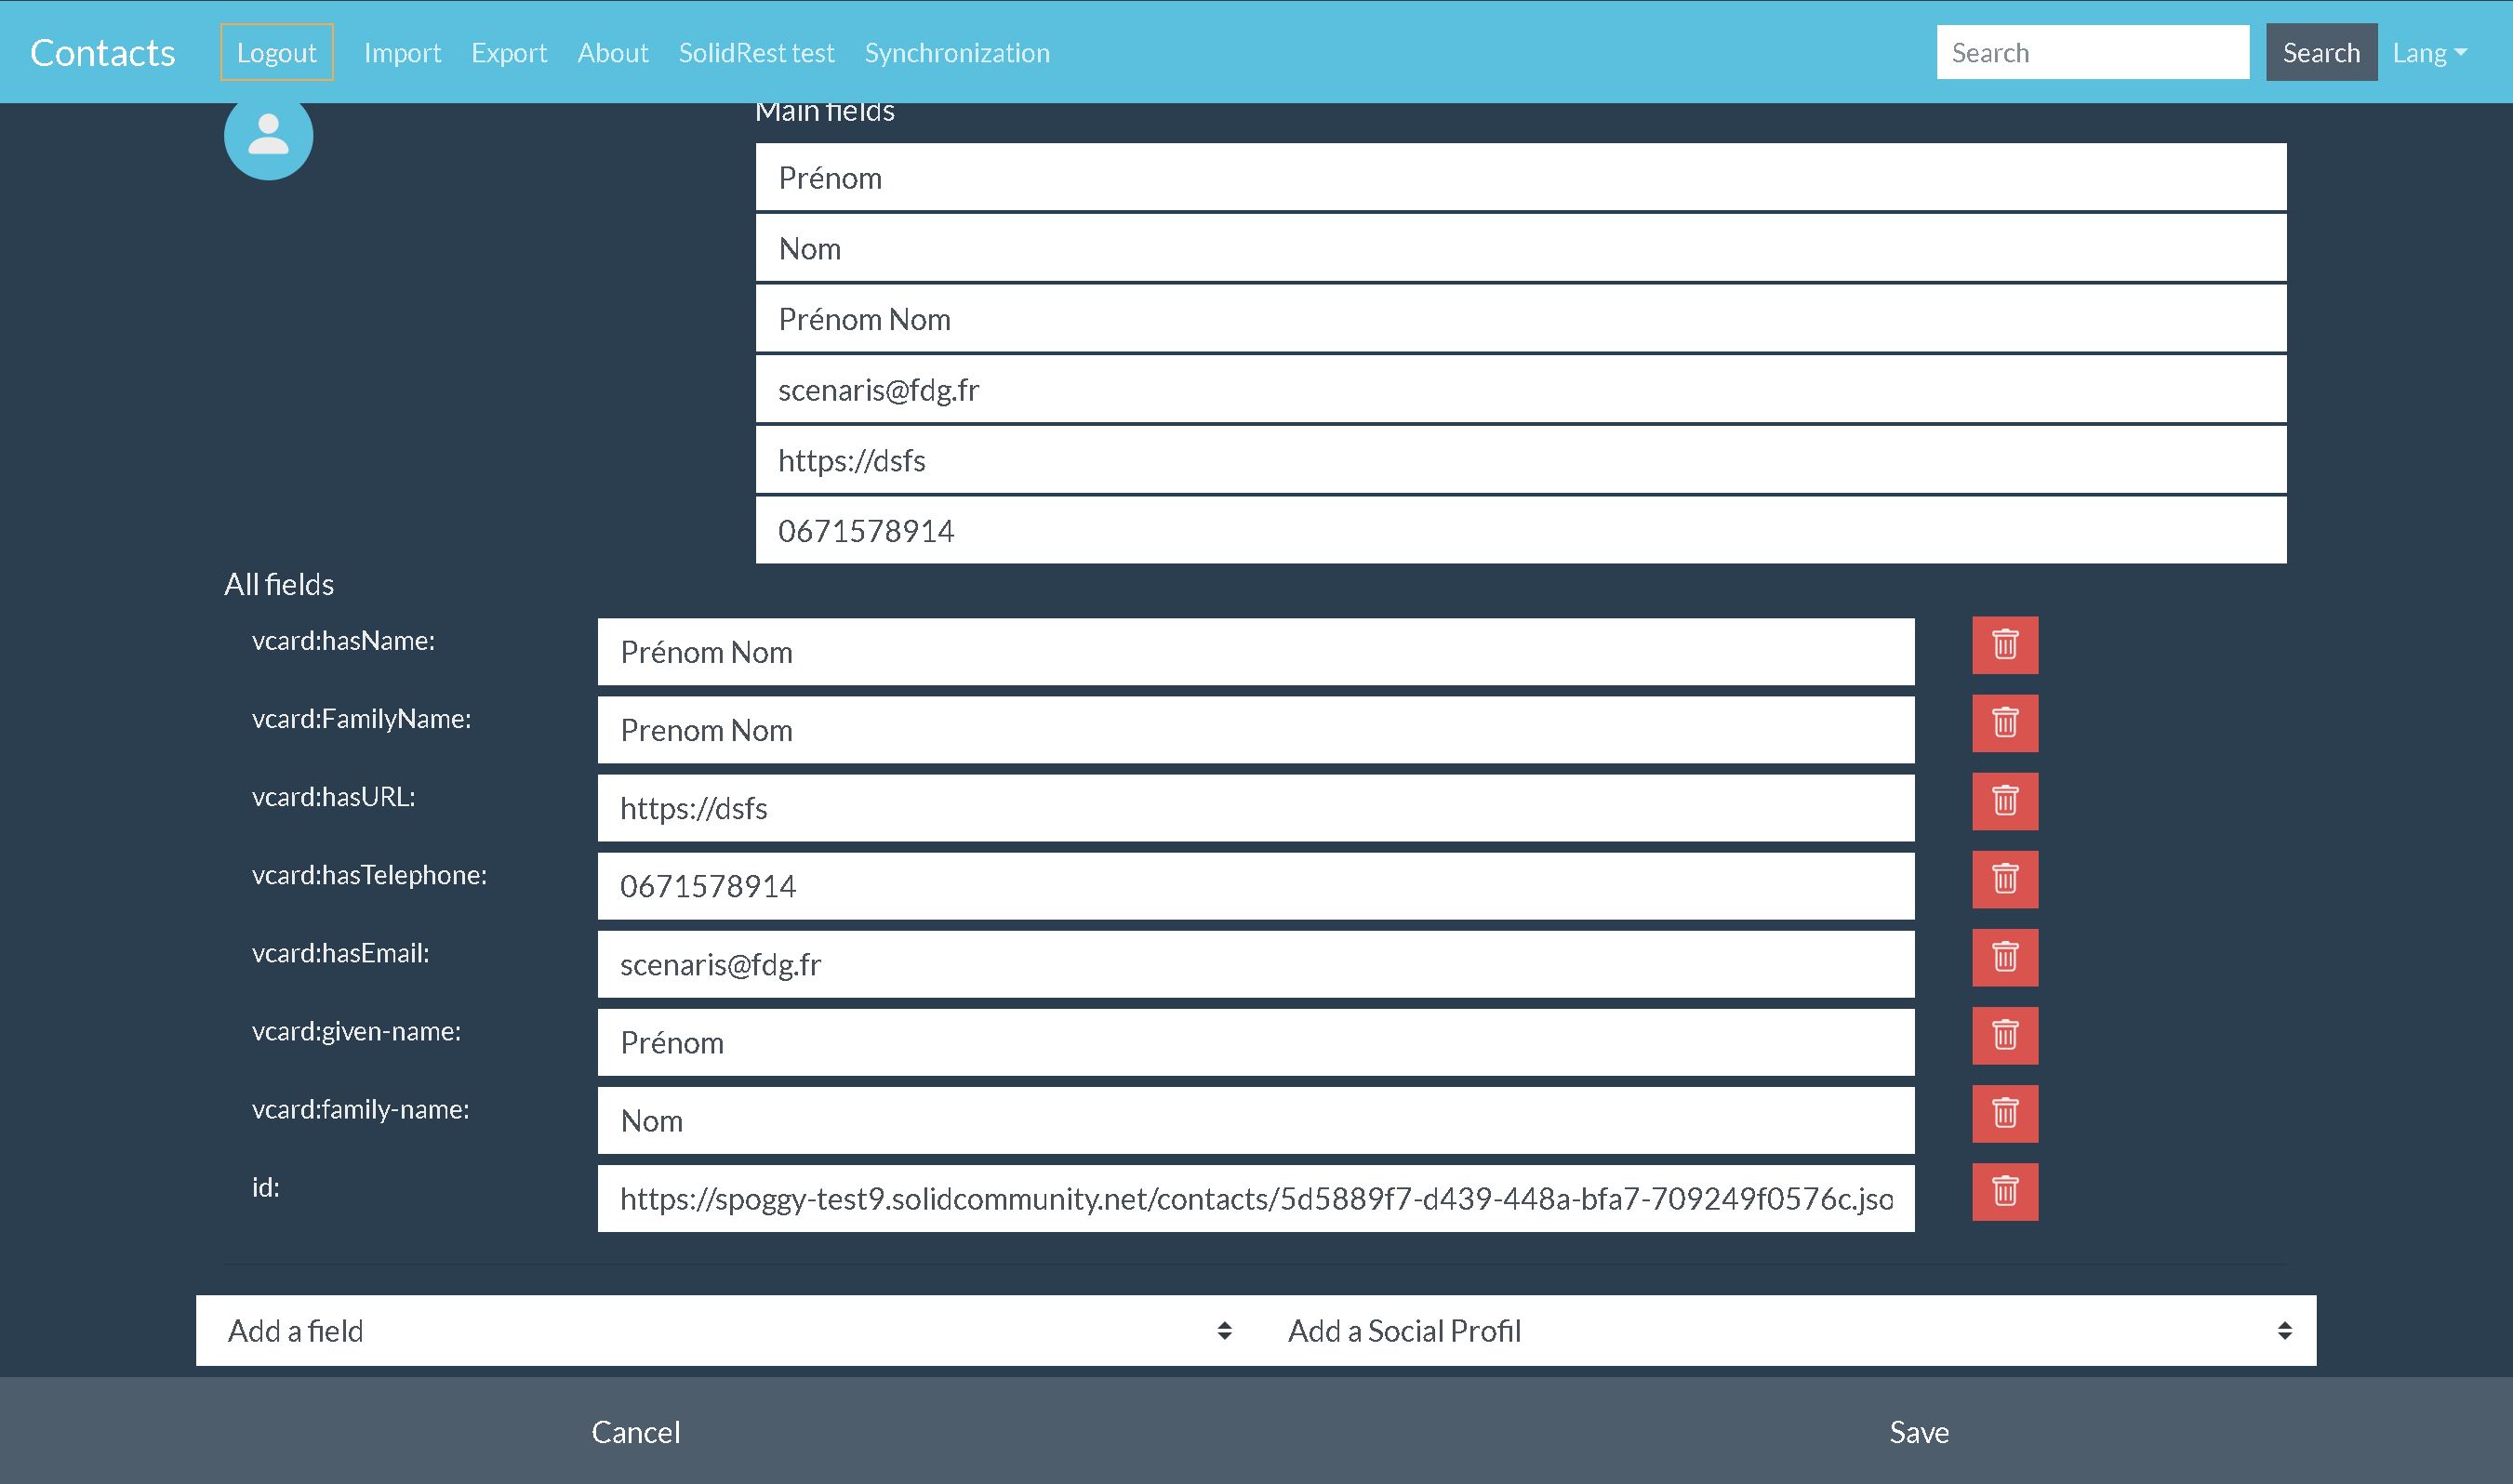 Contacts Logout Import Export About SolidRest test Synchronization Search Search Lang
Main fields
Prénom
Nom
Prénom Nom
scenaris@fdg.fr
https://dsfs
0671578914
All fields
vcard:hasName: Prénom Nom
vcard:FamilyName: Prenom Nom
vcard:hasURL: https://dsfs
vcard:hasTelephone: 0671578914
vcard:hasEmail: scenaris@fdg.fr
vcard:given-name: Prénom
vcard:family-name: Nom
id: https://spoggy-test9.solidcommunity.net/contacts/5d5889f7-d439-448a-bfa7-709249f0576c.jso
Add a field Add a Social Profil
Cancel Save